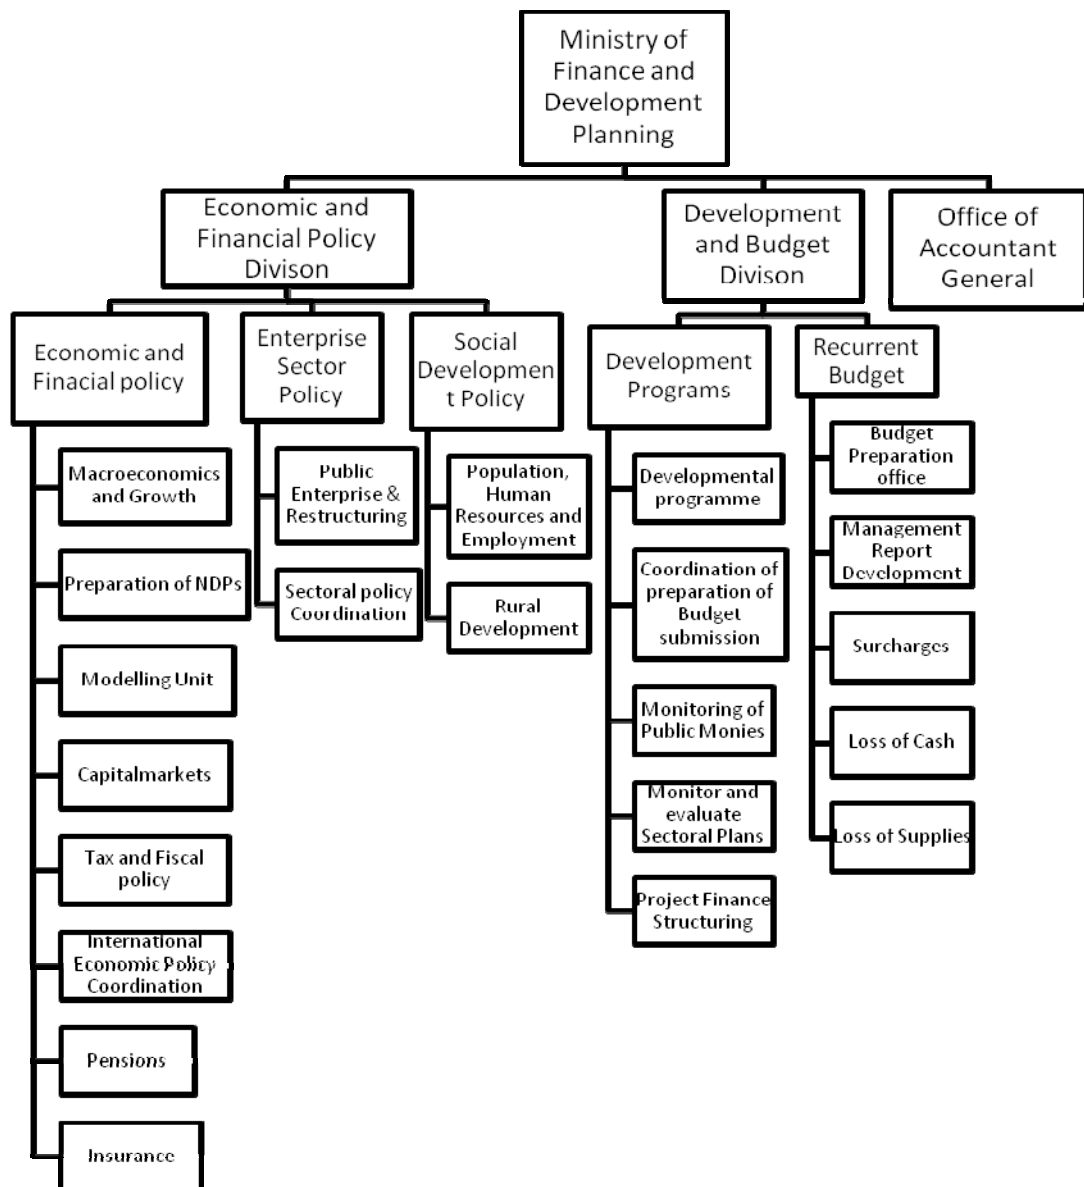 Ministry of
Finance and
Development
Planning
Economic and
Financial Policy
Divison
Development
and Budget
Divison
Office of
Accountant
General
Economic and
Finacial policy
Enterprise
Sector
Policy
Social
Developmen
t Policy
Development
Programs
Recurrent
Budget
Macroeconomics
and Growth
Preparation of NDPs
Modelling Unit
Capitalmarkets
Tax and Fiscal
policy
International
Economic Policy
Coordination
Pensions
Insurance
Public
Enterprise &
Restructuring
Sectoral policy
Coordination
Population,
Human
Resources and
Employment
Rural
Development
Developmental
programme
Coordination of
preparation of
Budget
submission
Monitoring of
Public Monies
Monitor and
evaluate
Sectoral Plans
Project Finance
Structuring
Budget
Preparation
office
Management
Report
Development
Surcharges
Loss of Cash
Loss of Supplies